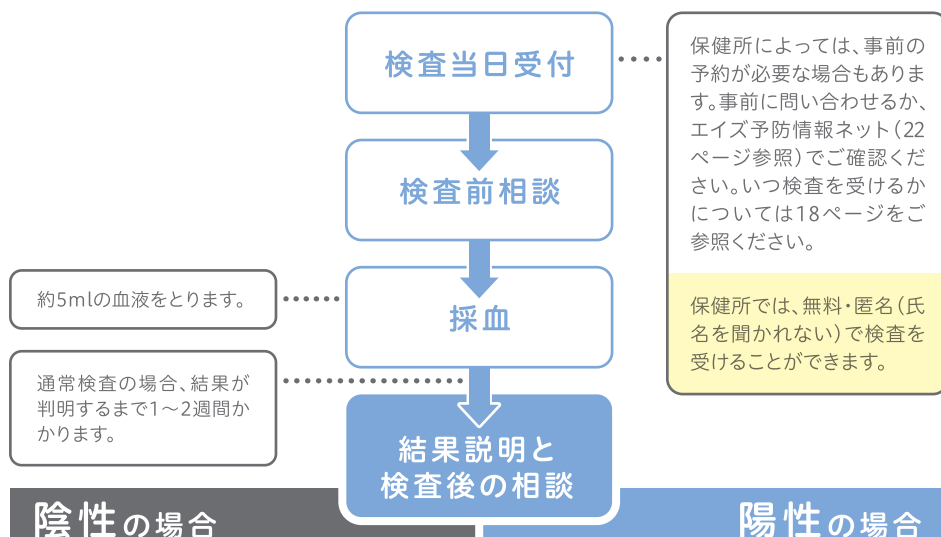 検査当日受付
保健所によっては、事前の
予約が必要な場合もありま
す。事前に問い合わせるか、
エイズ予防情報ネット（22
ページ参照）でご確認くだ
さい。いつ検査を受けるか
については18ページをご
参照ください。
保健所では、無料・匿名（氏
名を聞かれない）で検査を
受けることができます。
検査前相談
採血
約5mlの血液をとります。
通常検査の場合、結果が
判明するまで1〜2週間か
かります。
結果説明と
検査後の相談
陰性の場合
陽性の場合